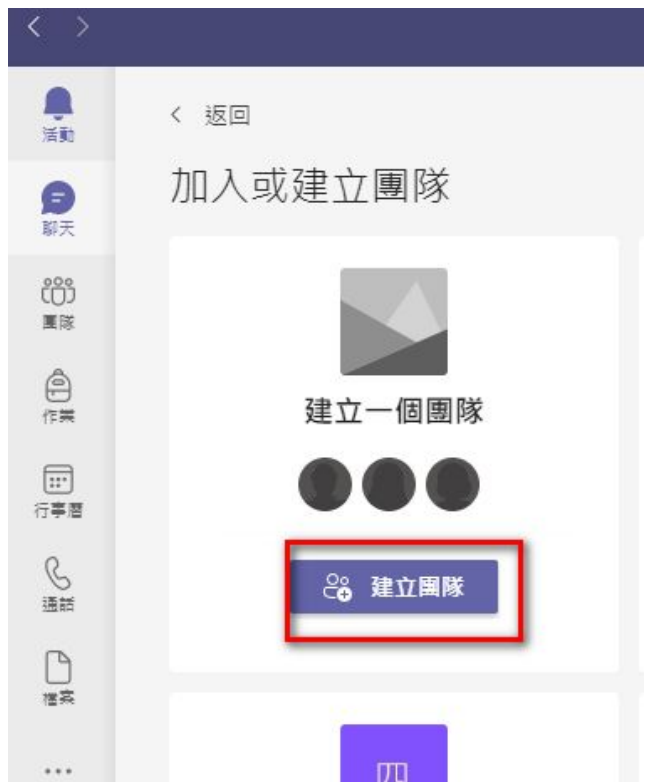 活動
聊天
團隊
作業
行事曆
通話
檔案
返回
加入或建立團隊
建立一個團隊
建立團隊
四